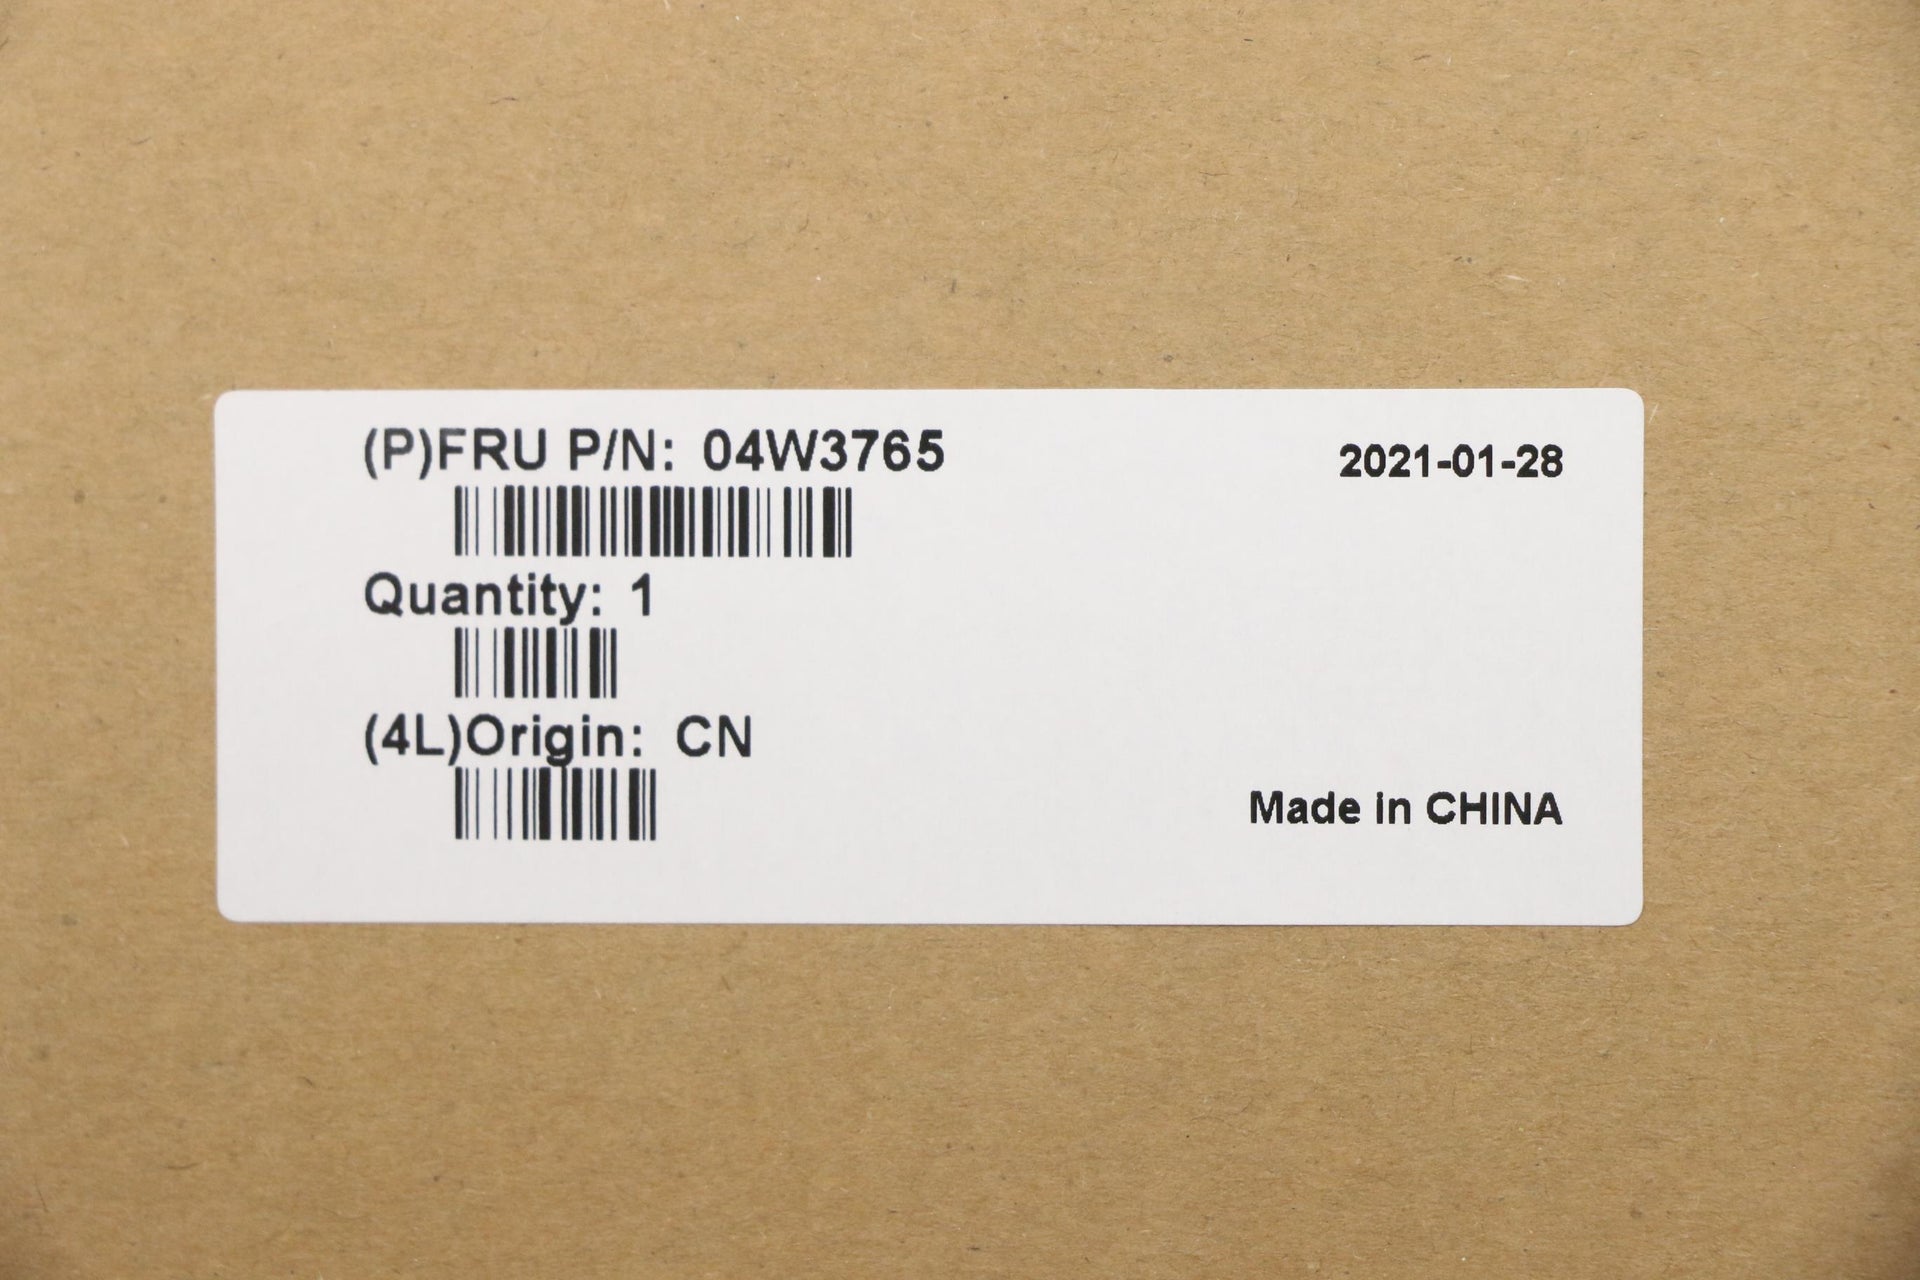 (P)FRU P/N: 04W3765
2021-01-28
Quantity: 1
(4L)Origin: CN
Made in CHINA